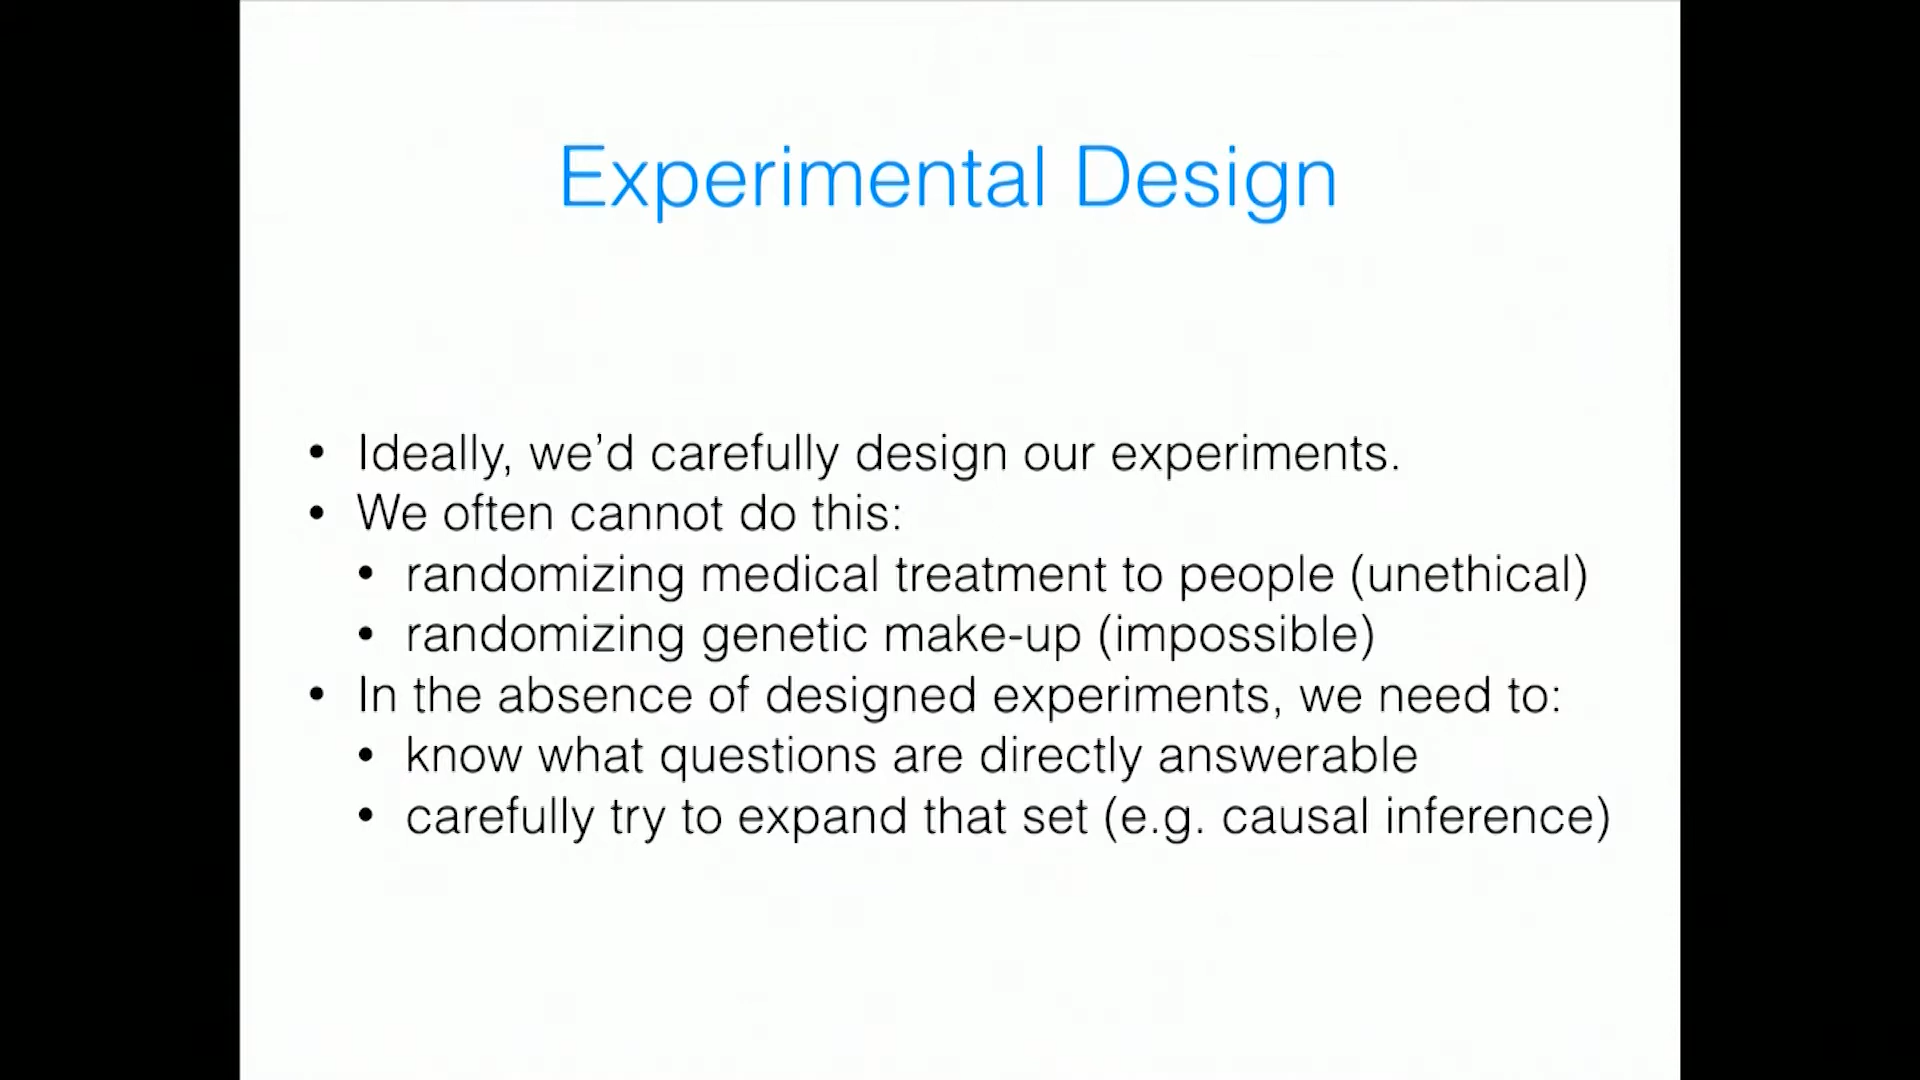 Experimental Design
• Ideally, we’d carefully design our experiments.
• We often cannot do this:
• randomizing medical treatment to people (unethical)
• randomizing genetic make-up (impossible)
• In the absence of designed experiments, we need to:
• know what questions are directly answerable
• carefully try to expand that set (e.g. causal inference)